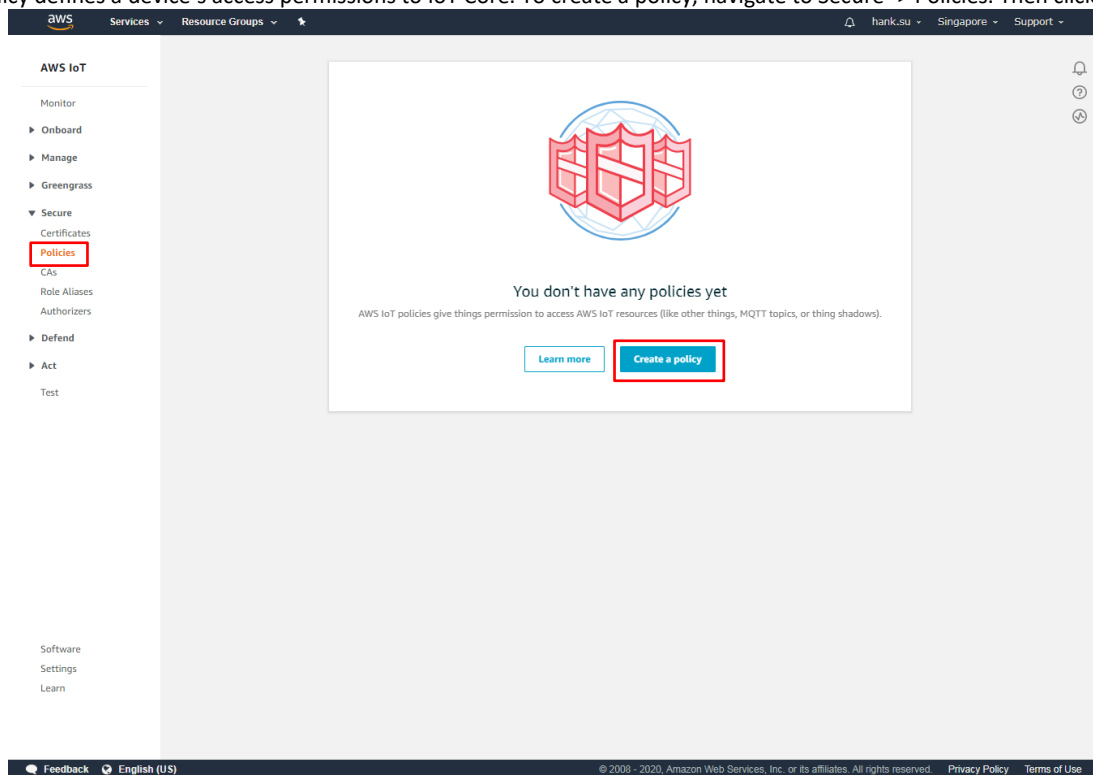 defines a device's access permissions to IoT Core. To create a policy, navigate to Secure -> Policies. Then click
aws Services Resource Groups hank.su Singapore Support
AWS IoT
Monitor
Onboard
Manage
Greengrass
Secure
Certificates
Policies
CAs
Role Aliases
Authorizers
Defend
Act
Test
You don't have any policies yet
AWS IoT policies give things permission to access AWS IoT resources (like other things, MQTT topics, or thing shadows).
Learn more Create a policy
Software
Settings
Learn
Feedback English (US) © 2008 - 2020, Amazon Web Services, Inc. or its affiliates. All rights reserved. Privacy Policy Terms of Use